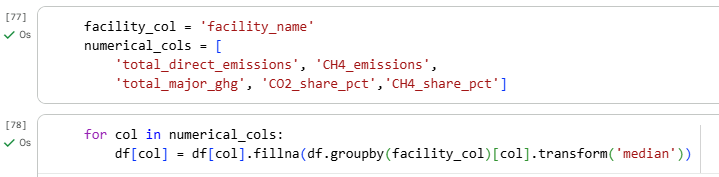 [77]
0s
facility_col = 'facility_name'
numerical_cols = [
    'total_direct_emissions', 'CH4_emissions',
    'total_major_ghg', 'CO2_share_pct','CH4_share_pct']
[78]
0s
for col in numerical_cols:
    df[col] = df[col].fillna(df.groupby(facility_col)[col].transform('median'))